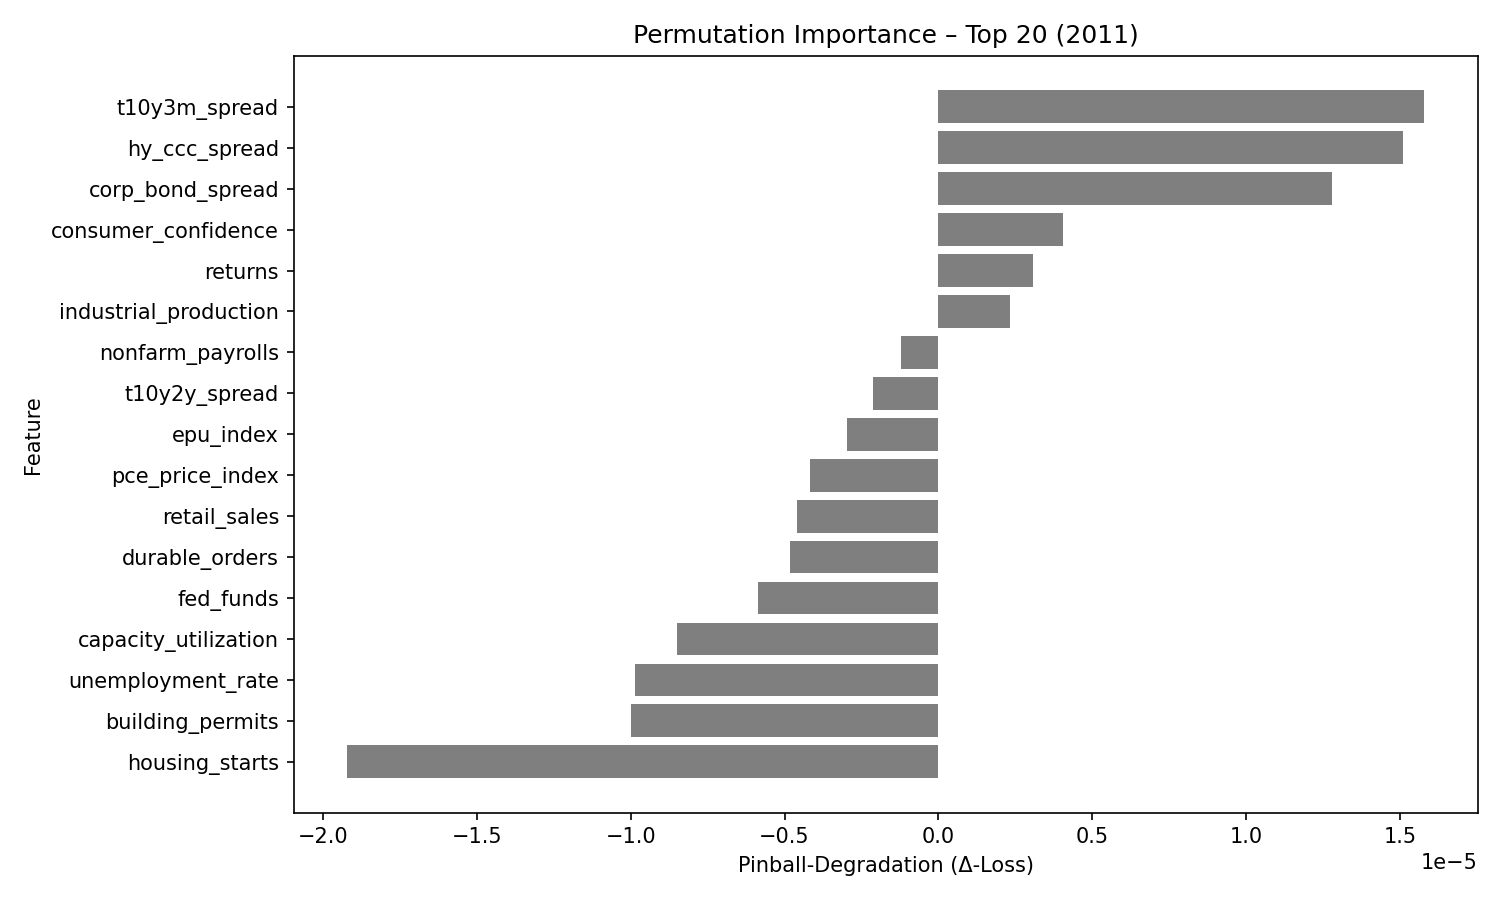 Permutation Importance – Top 20 (2011)
Feature
t10y3m_spread
hy_ccc_spread
corp_bond_spread
consumer_confidence
returns
industrial_production
nonfarm_payrolls
t10y2y_spread
epu_index
pce_price_index
retail_sales
durable_orders
fed_funds
capacity_utilization
unemployment_rate
building_permits
housing_starts
−2.0 −1.5 −1.0 −0.5 0.0 0.5 1.0 1.5
1e−5
Pinball-Degradation (Δ-Loss)